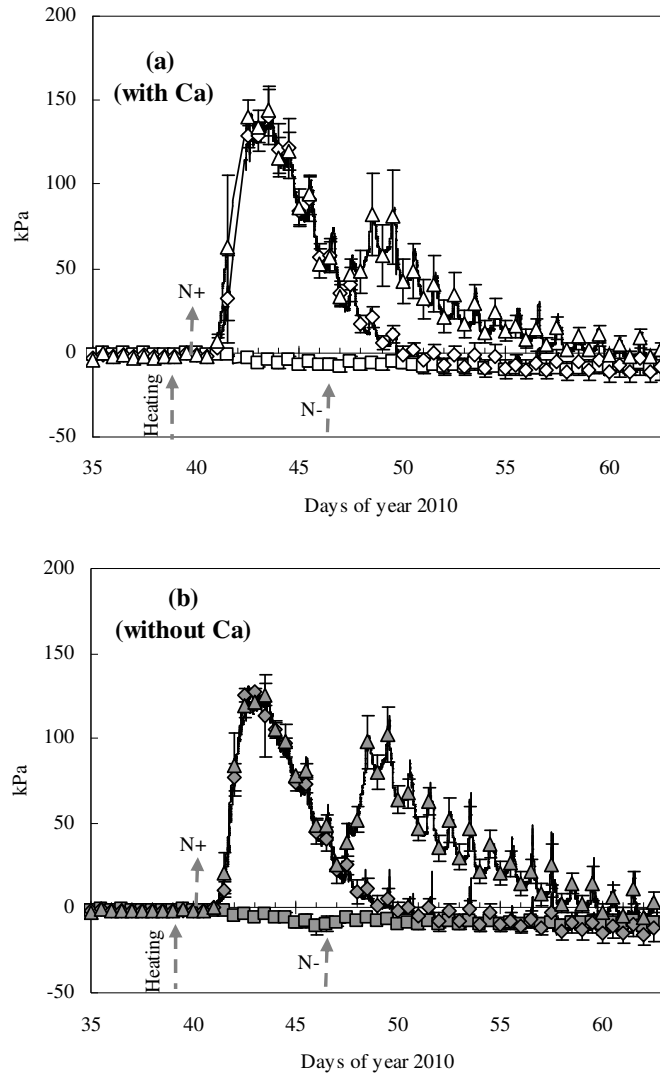 200
(a)
(with Ca)
150
100
kPa
50
N+
0
Heating
N-
-50
35 40 45 50 55 60
Days of year 2010
200
(b)
(without Ca)
150
100
kPa
50
N+
0
Heating
N-
-50
35 40 45 50 55 60
Days of year 2010